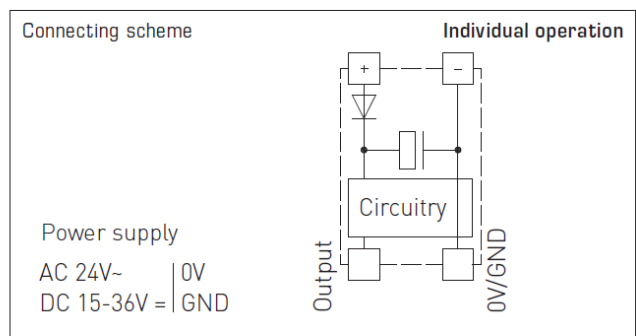 Connecting scheme
Individual operation
+
−
Circuitry
Power supply
AC 24V~ | 0V
DC 15-36V = | GND
Output
0V/GND